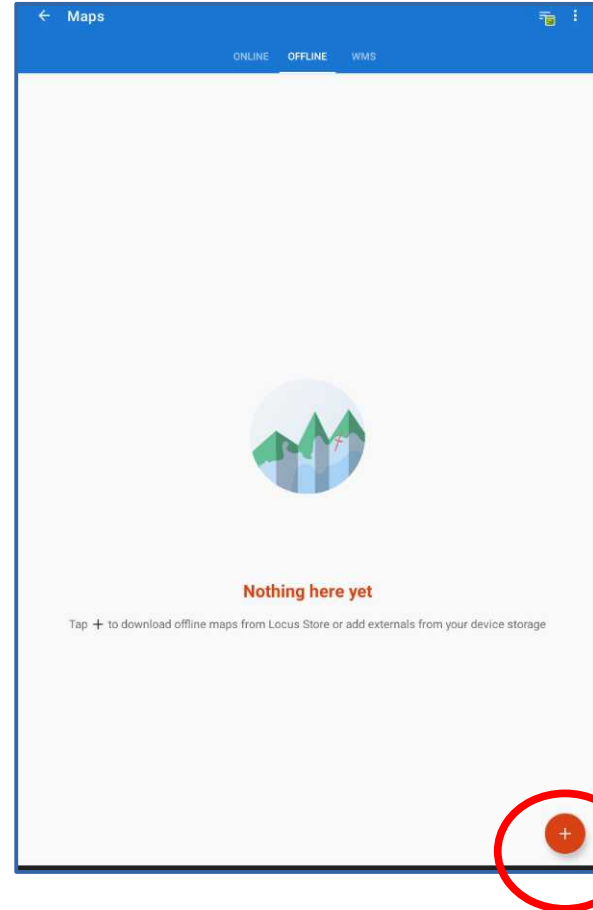 Maps
ONLINE OFFLINE WMS
Nothing here yet
Tap + to download offline maps from Locus Store or add externals from your device storage
+